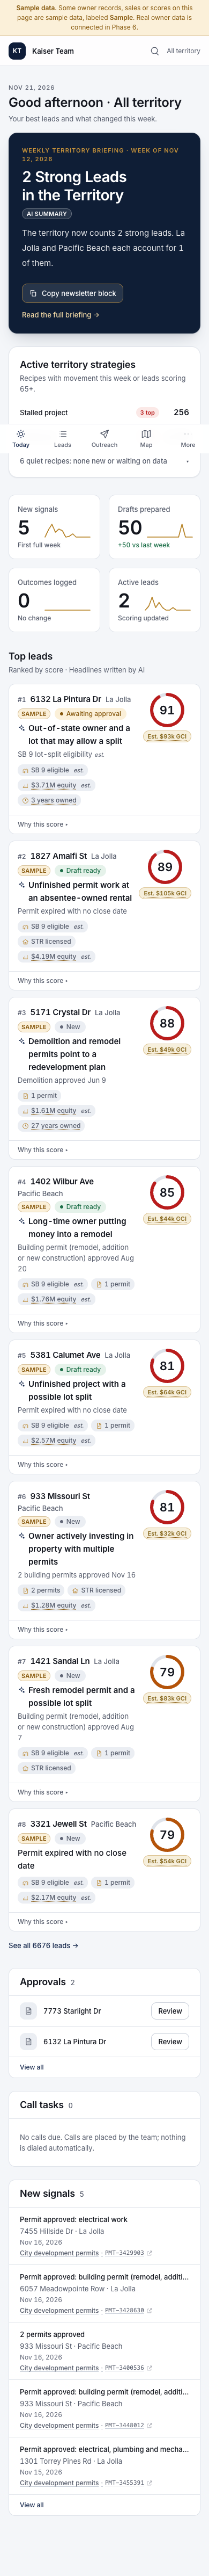 Sample data. Some owner records, sales or scores on this
page are sample data, labeled Sample. Real owner data is
connected in Phase 6.
KT
Kaiser Team
All territory
NOV 21, 2026
Good afternoon · All territory
Your best leads and what changed this week.
WEEKLY TERRITORY BRIEFING · WEEK OF NOV
12, 2026
2 Strong Leads
in the Territory
AI SUMMARY
The territory now counts 2 strong leads. La
Jolla and Pacific Beach each account for 1
of them.
Copy newsletter block
Read the full briefing →
Active territory strategies
Recipes with movement this week or leads scoring
65+.
Stalled project
3 top
256
Today
Leads
Outreach
Map
More
6 quiet recipes: none new or waiting on data
New signals
5
First full week
Drafts prepared
50
+50 vs last week
Outcomes logged
0
No change
Active leads
2
Scoring updated
Top leads
Ranked by score · Headlines written by AI
#1 6132 La Pintura Dr La Jolla
SAMPLE
Awaiting approval
Out-of-state owner and a
lot that may allow a split
SB 9 lot-split eligibility est.
SB 9 eligible est.
$3.71M equity est.
3 years owned
91
Est. $93k GCI
Why this score
#2 1827 Amalfi St La Jolla
SAMPLE
Draft ready
Unfinished permit work at
an absentee-owned rental
Permit expired with no close date
SB 9 eligible est.
STR licensed
$4.19M equity est.
89
Est. $105k GCI
Why this score
#3 5171 Crystal Dr La Jolla
SAMPLE
New
Demolition and remodel
permits point to a
redevelopment plan
Demolition approved Jun 9
1 permit
$1.61M equity est.
27 years owned
88
Est. $49k GCI
Why this score
#4 1402 Wilbur Ave
Pacific Beach
SAMPLE
Draft ready
Long-time owner putting
money into a remodel
Building permit (remodel, addition
or new construction) approved Aug
20
SB 9 eligible est.
1 permit
$1.76M equity est.
85
Est. $44k GCI
Why this score
#5 5381 Calumet Ave La Jolla
SAMPLE
Draft ready
Unfinished project with a
possible lot split
Permit expired with no close date
SB 9 eligible est.
1 permit
$2.57M equity est.
81
Est. $64k GCI
Why this score
#6 933 Missouri St
Pacific Beach
SAMPLE
New
Owner actively investing in
property with multiple
permits
2 building permits approved Nov 16
2 permits
STR licensed
$1.28M equity est.
81
Est. $32k GCI
Why this score
#7 1421 Sandal Ln La Jolla
SAMPLE
New
Fresh remodel permit and a
possible lot split
Building permit (remodel, addition
or new construction) approved Aug
7
SB 9 eligible est.
1 permit
STR licensed
79
Est. $83k GCI
Why this score
#8 3321 Jewell St Pacific Beach
SAMPLE
New
Permit expired with no close
date
SB 9 eligible est.
1 permit
$2.17M equity est.
79
Est. $54k GCI
Why this score
See all 6676 leads →
Approvals 2
7773 Starlight Dr
Review
6132 La Pintura Dr
Review
View all
Call tasks 0
No calls due. Calls are placed by the team; nothing
is dialed automatically.
New signals 5
Permit approved: electrical work
7455 Hillside Dr · La Jolla
Nov 16, 2026
City development permits · PMT-3429903
Permit approved: building permit (remodel, additi...
6057 Meadowpointe Row · La Jolla
Nov 16, 2026
City development permits · PMT-3428630
2 permits approved
933 Missouri St · Pacific Beach
Nov 16, 2026
City development permits · PMT-3400536
Permit approved: building permit (remodel, additi...
933 Missouri St · Pacific Beach
Nov 16, 2026
City development permits · PMT-3448012
Permit approved: electrical, plumbing and mecha...
1301 Torrey Pines Rd · La Jolla
Nov 15, 2026
City development permits · PMT-3455391
View all